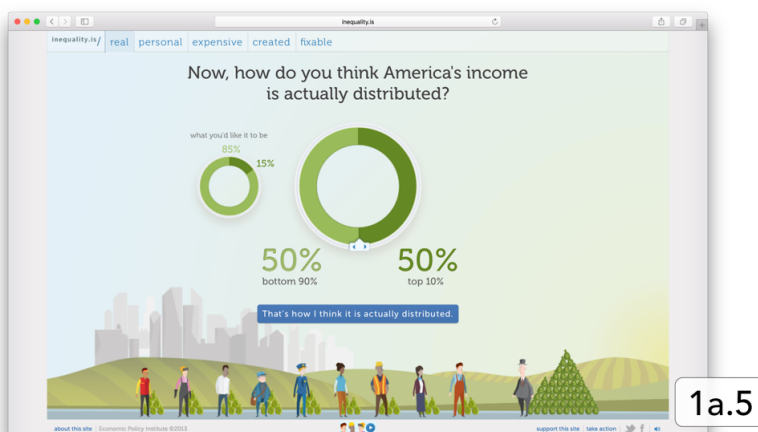 inequality.is
inequality.is/ real personal expensive created fixable
Now, how do you think America's income
is actually distributed?
what you'd like it to be
85%
15%
50%
bottom 90%
50%
top 10%
That's how I think it is actually distributed.
1a.5
about this site | Economic Policy Institute ©2013
support this site | take action